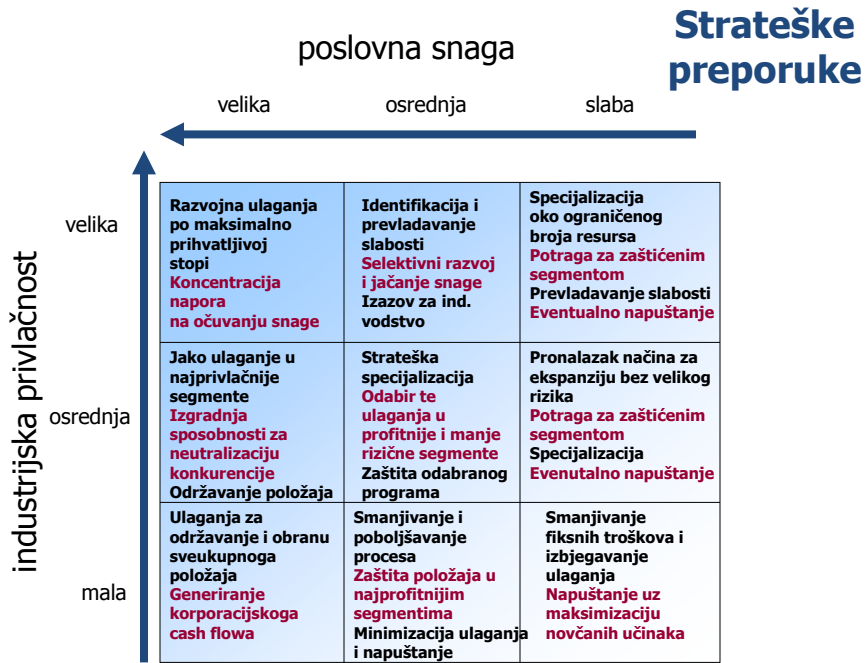 Strateške
preporuke
poslovna snaga
velika
osrednja
slaba
industrijska privlačnost
velika
Razvojna ulaganja
po maksimalno
prihvatljivoj
stopi
Koncentracija
napora
na očuvanju snage
Identifikacija i
prevladavanje
slabosti
Selektivni razvoj
i jačanje snage
Izazov za ind.
vodstvo
Specijalizacija
oko ograničenog
broja resursa
Potraga za zaštićenim
segmentom
Prevladavanje slabosti
Eventualno napuštanje
osrednja
Jako ulaganje u
najprivlačnije
segmente
Izgradnja
sposobnosti za
neutralizaciju
konkurencije
Održavanje položaja
Strateška
specijalizacija
Odabir te
ulaganja u
profitnije i manje
rizične segmente
Zaštita odabranog
programa
Pronalazak načina za
ekspanziju bez velikog
rizika
Potraga za zaštićenim
segmentom
Specijalizacija
Evenutalno napuštanje
mala
Ulaganja za
održavanje i obranu
sveukupnoga
položaja
Generiranje
korporacijskoga
cash flowa
Smanjivanje i
poboljšavanje
procesa
Zaštita položaja u
najprofitnijim
segmentima
Minimizacija ulaganja
i napuštanje
Smanjivanje
fiksnih troškova i
izbjegavanje
ulaganja
Napuštanje uz
maksimizaciju
novčanih učinaka